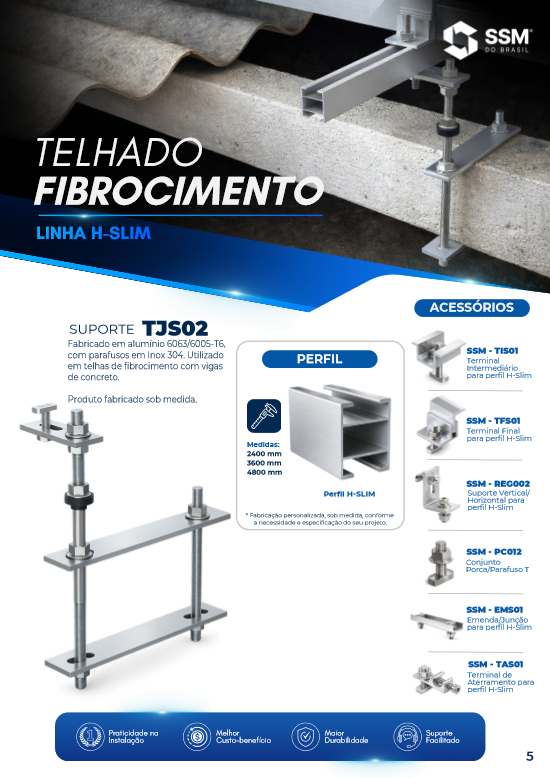 SSM
DO BRASIL
TELHADO
FIBROCIMENTO
LINHA H-SLIM
SUPORTE TJS02
Fabricado em alumínio 6063/6005-T6,
com parafusos em Inox 304. Utilizado
em telhas de fibrocimento com vigas
de concreto.
Produto fabricado sob medida.
PERFIL
Medidas:
2400 mm
3600 mm
4800 mm
Perfil H-SLIM
* Fabricação personalizada, sob medida, conforme
a necessidade e especificação do seu projeto.
ACESSÓRIOS
SSM - TIS01
Terminal
Intermediário
para perfil H-Slim
SSM - TFS01
Terminal Final
para perfil H-Slim
SSM - REG002
Suporte Vertical/
Horizontal para
perfil H-Slim
SSM - PC012
Conjunto
Porca/Parafuso T
SSM - EMS01
Emenda/Junção
para perfil H-Slim
SSM - TAS01
Terminal de
Aterramento para
perfil H-Slim
1
Praticidade na
Instalação
$
Melhor
Custo-benefício
Maior
Durabilidade
Suporte
Facilitado
5